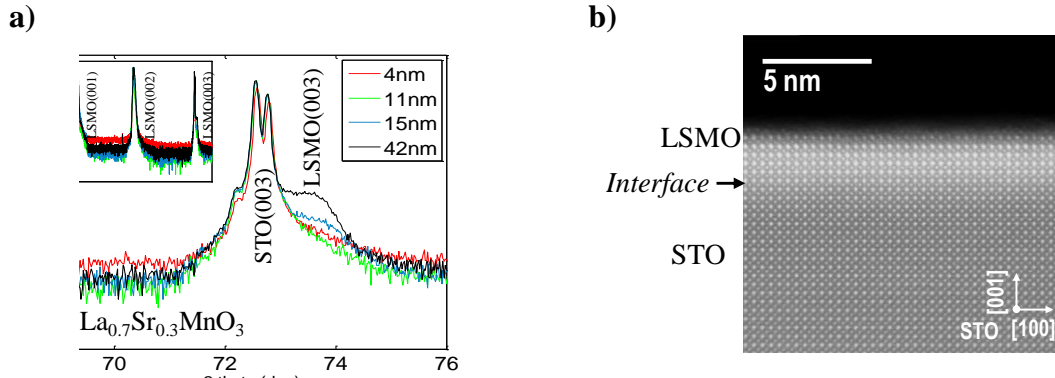 a)
LSMO(001)
LSMO(002)
LSMO(003)
4nm
11nm
15nm
42nm
STO(003)
LSMO(003)
La0.7Sr0.3MnO3
70
72
74
76
b)
5 nm
LSMO
Interface
STO
[001]
STO [100]